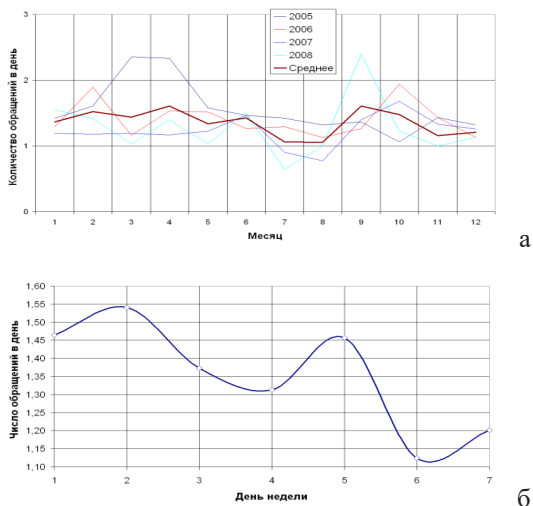 3
2
1
0
Количество обращений в день
2005
2006
2007
2008
Среднее
1 2 3 4 5 6 7 8 9 10 11 12
Месяц
а
1,60
1,55
1,50
1,45
1,40
1,35
1,30
1,25
1,20
1,15
1,10
Число обращений в день
1 2 3 4 5 6 7
День недели
б